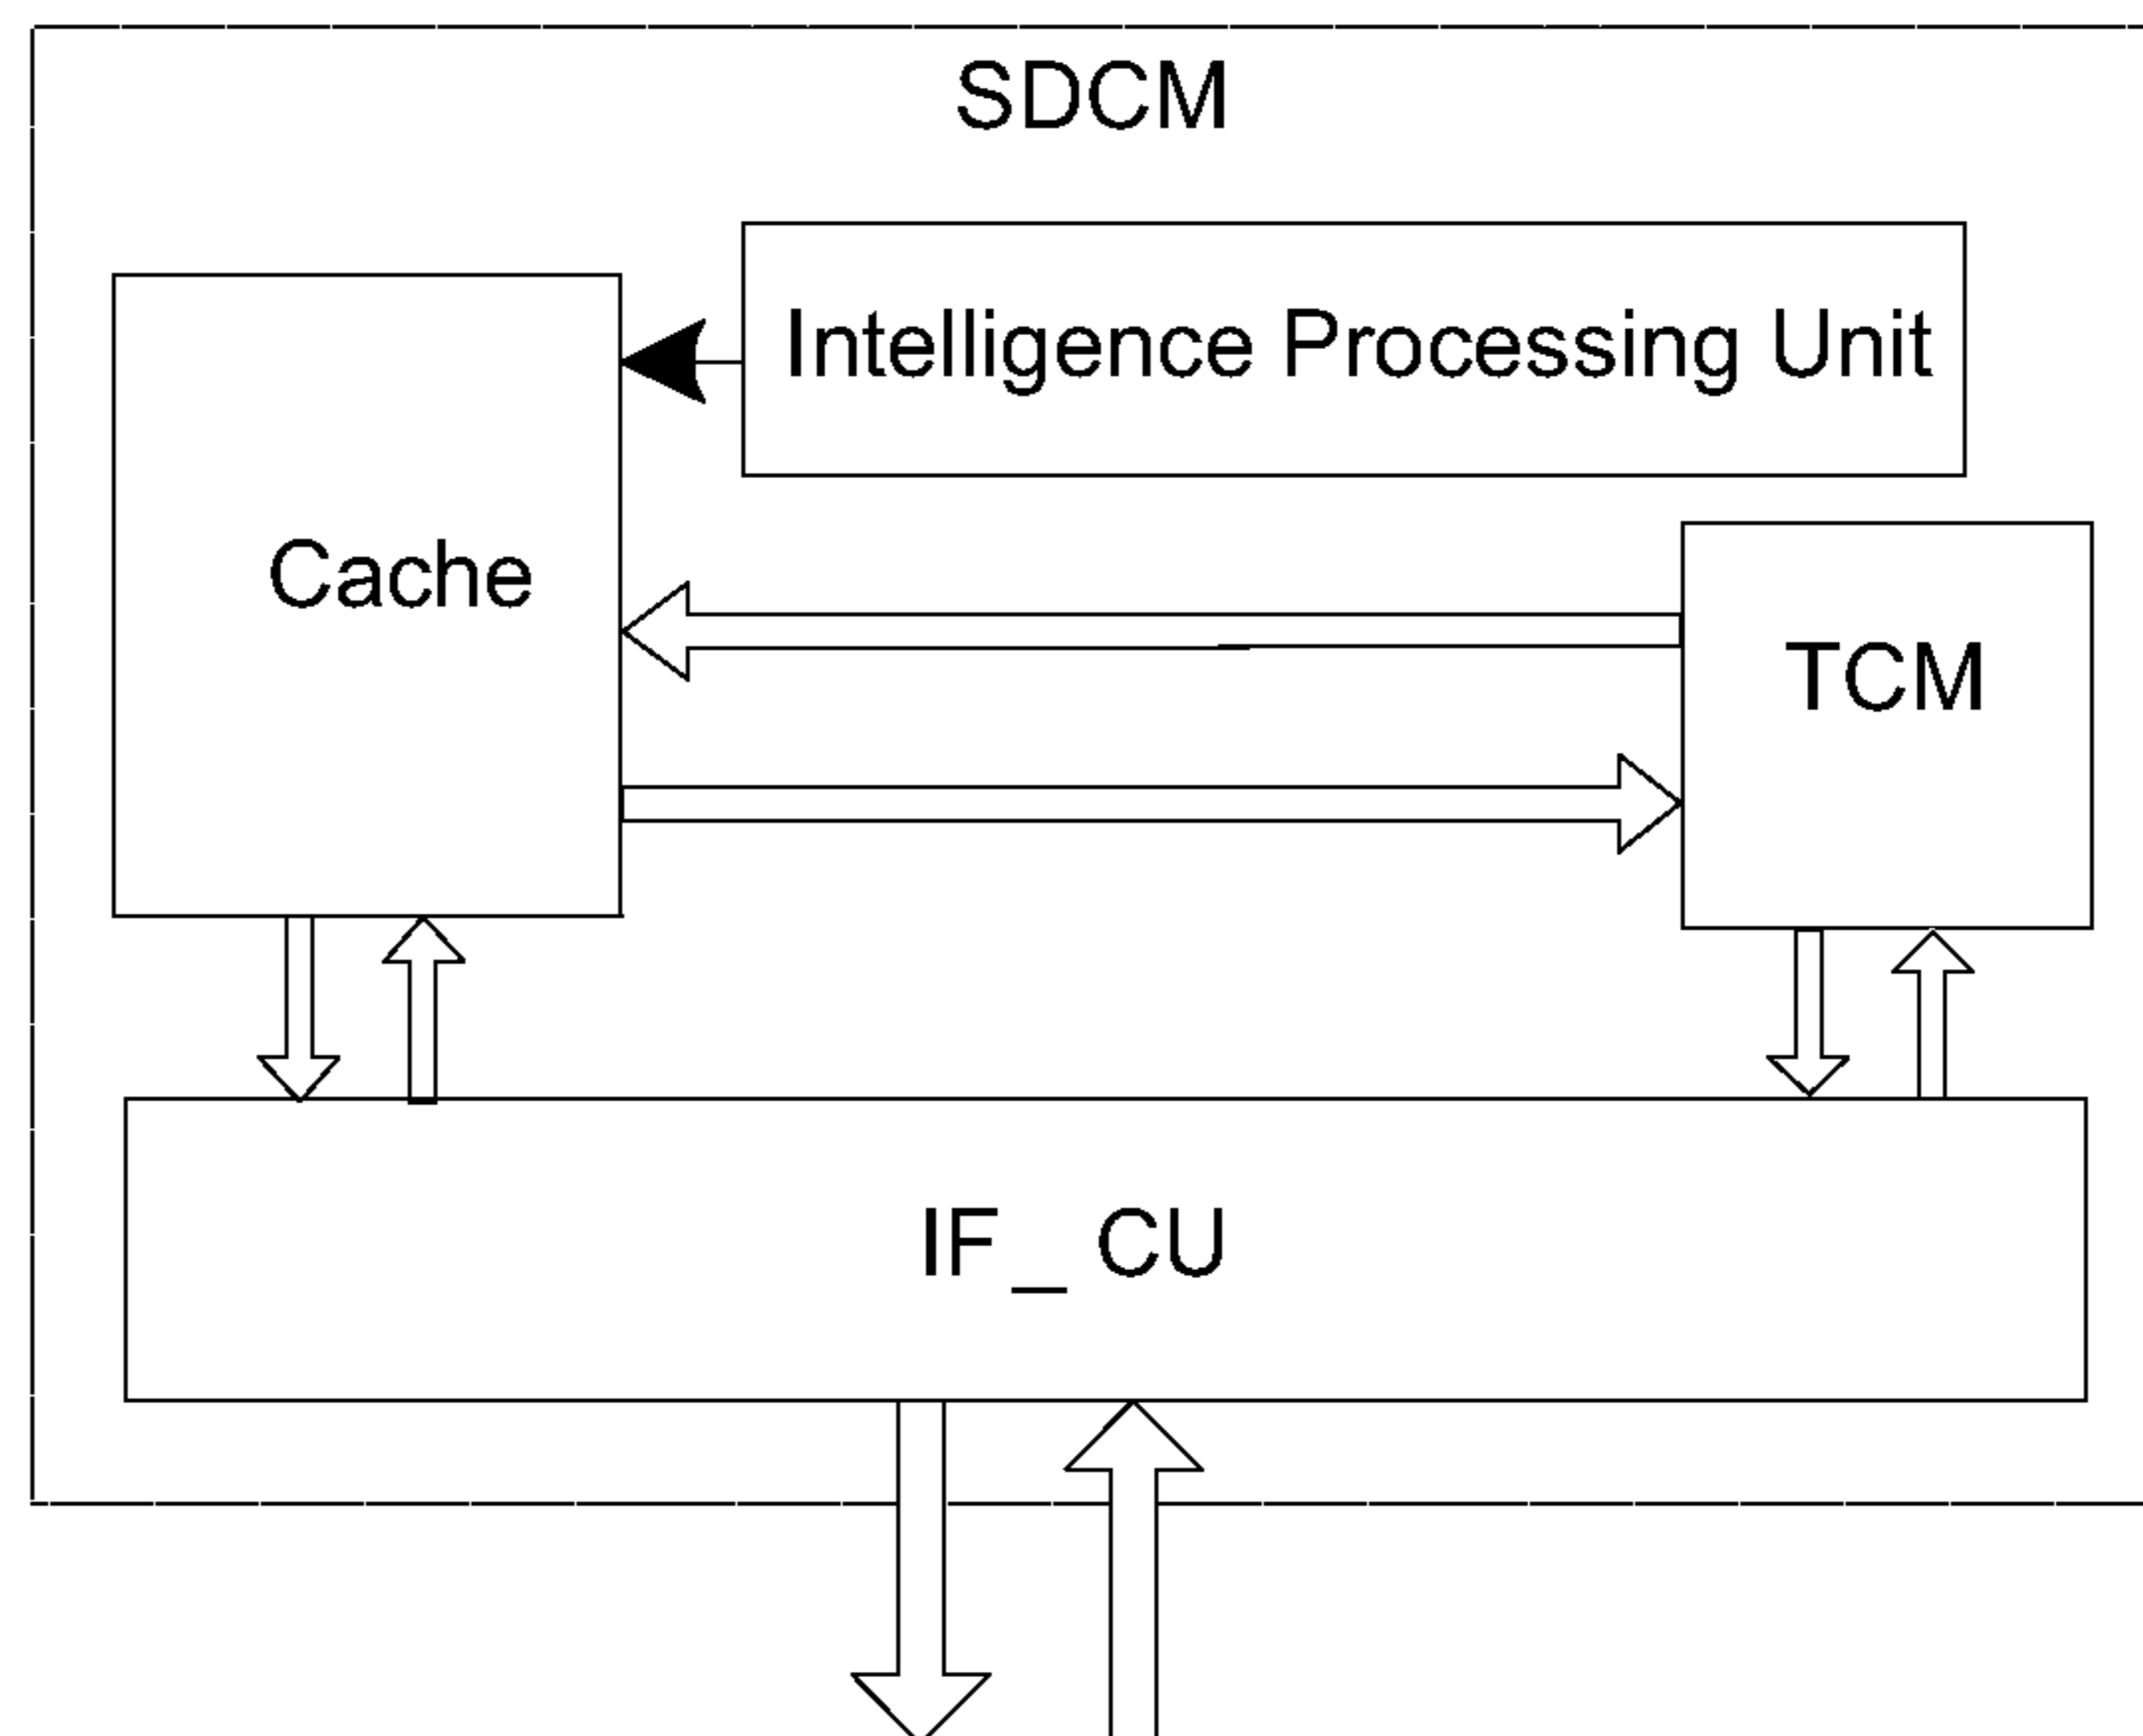 SDCM
Intelligence Processing Unit
Cache
TCM
IF_CU